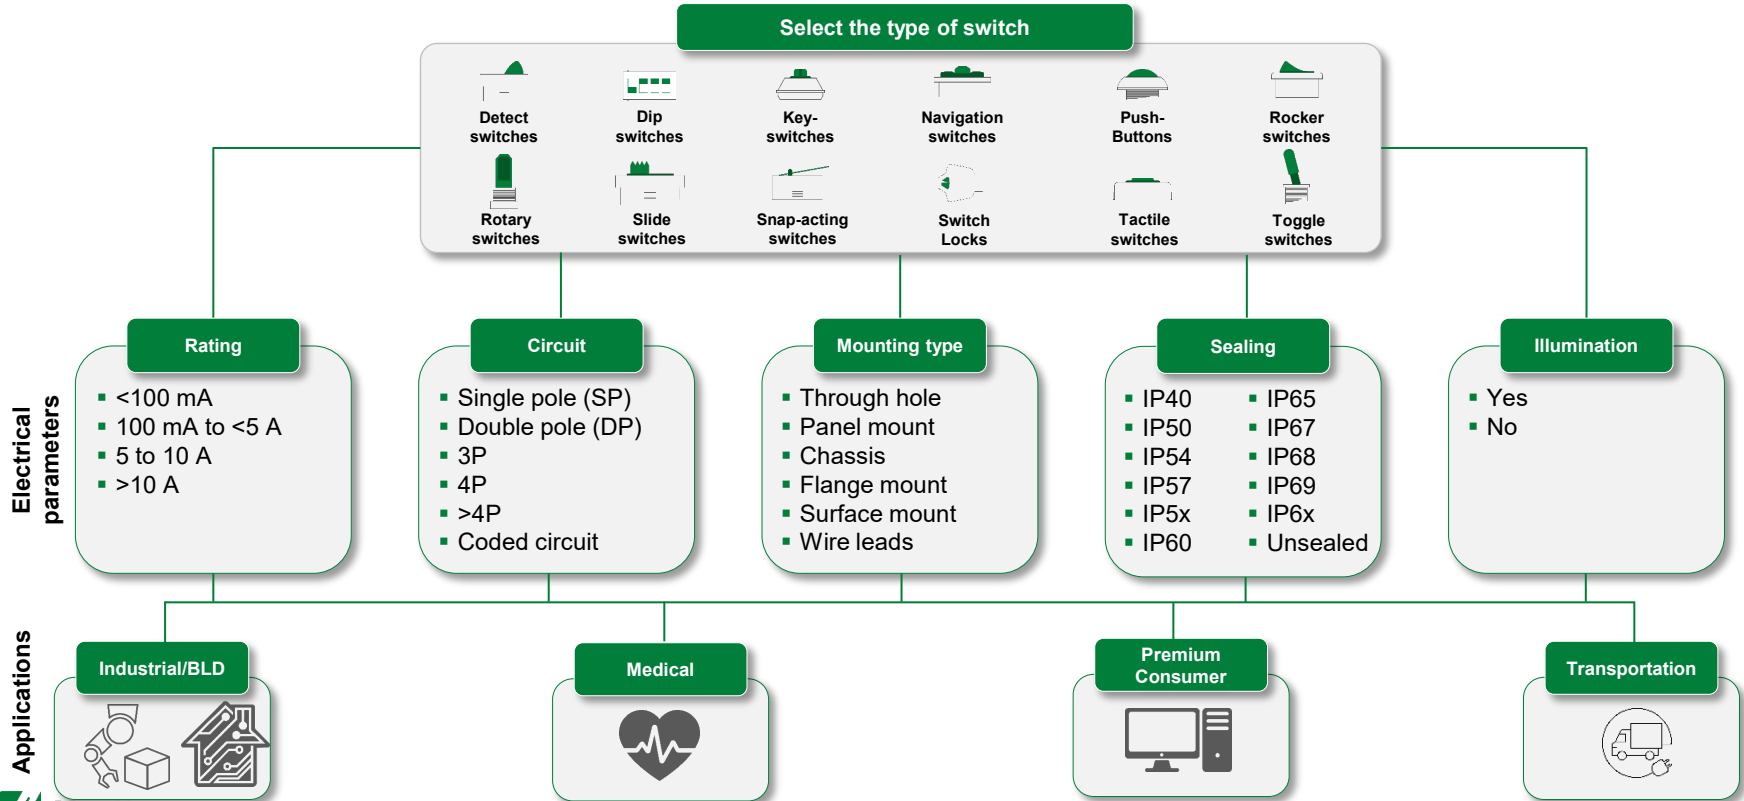 Select the type of switch
Detect
switches
Dip
switches
Key-
switches
Navigation
switches
Push-
Buttons
Rocker
switches
Rotary
switches
Slide
switches
Snap-acting
switches
Switch
Locks
Tactile
switches
Toggle
switches
Electrical
parameters
Rating
<100 mA
100 mA to <5 A
5 to 10 A
>10 A
Circuit
Single pole (SP)
Double pole (DP)
3P
4P
>4P
Coded circuit
Mounting type
Through hole
Panel mount
Chassis
Flange mount
Surface mount
Wire leads
Sealing
IP40
IP50
IP54
IP57
IP5x
IP60
IP65
IP67
IP68
IP69
IP6x
Unsealed
Illumination
Yes
No
Applications
Industrial/BLD
Medical
Premium
Consumer
Transportation